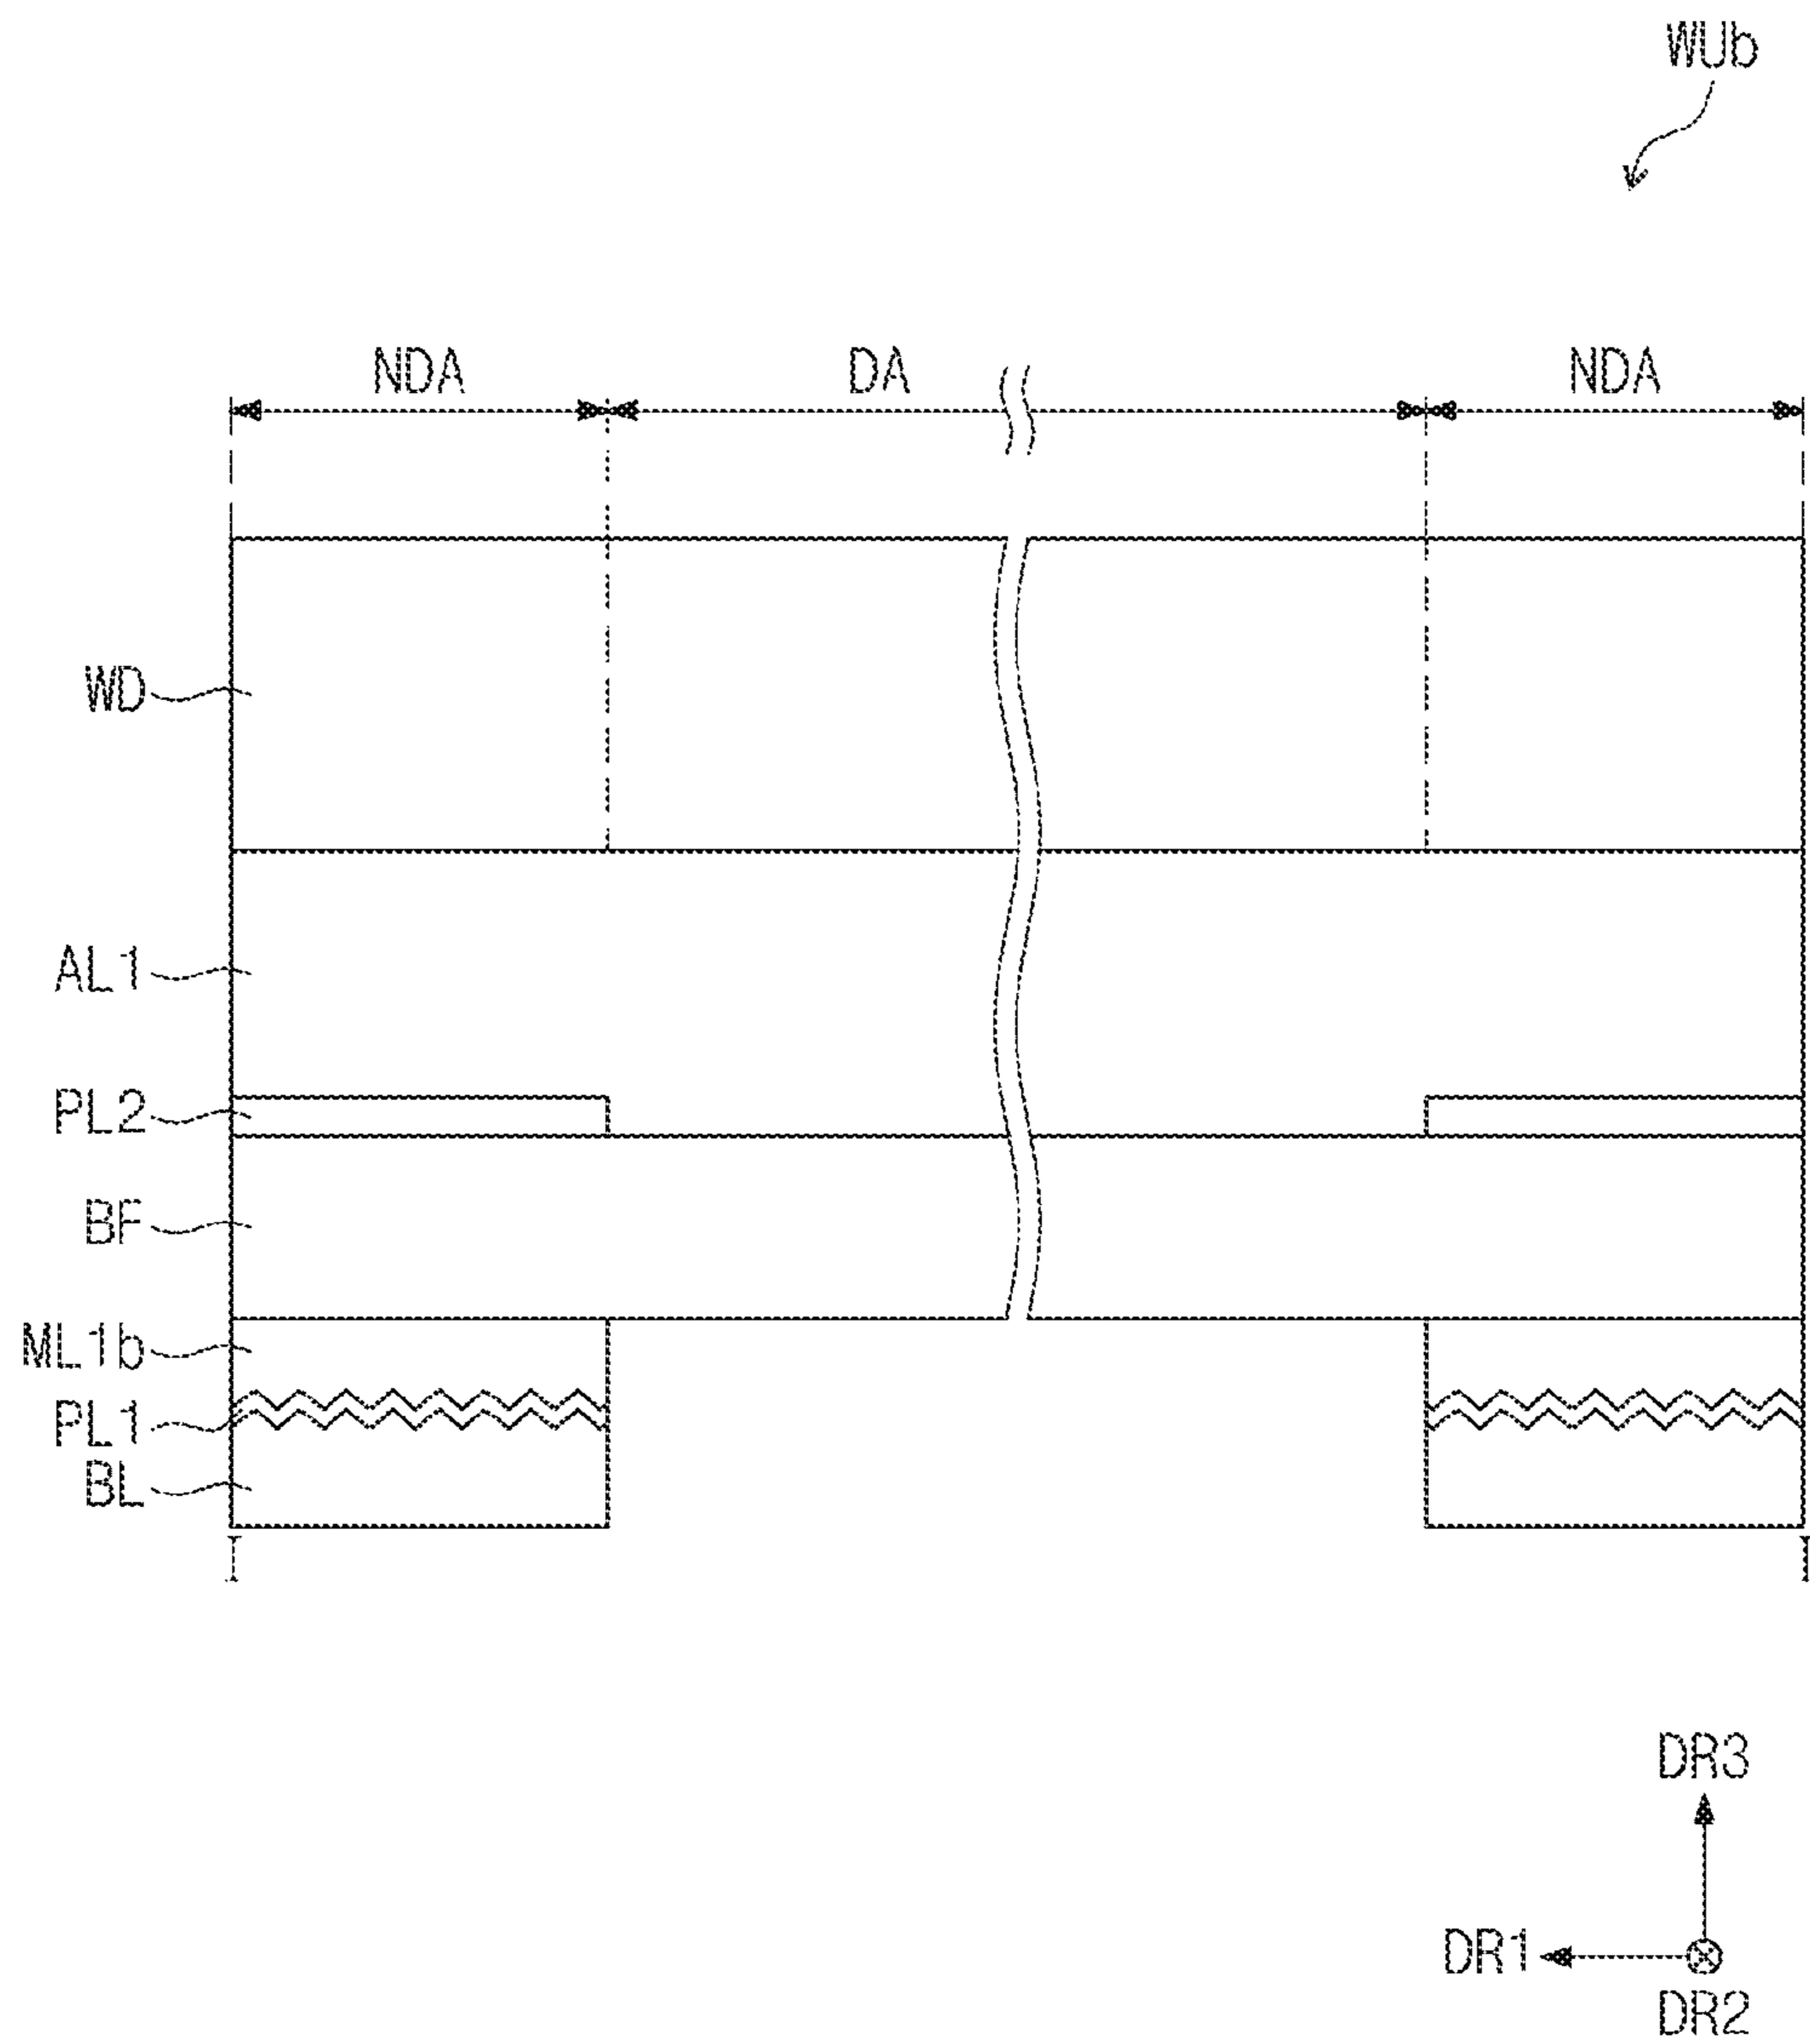 WUb
NDA DA NDA
WD
AL1
PL2
BF
ML1b
PL1
BL
I I
DR3
DR1
DR2